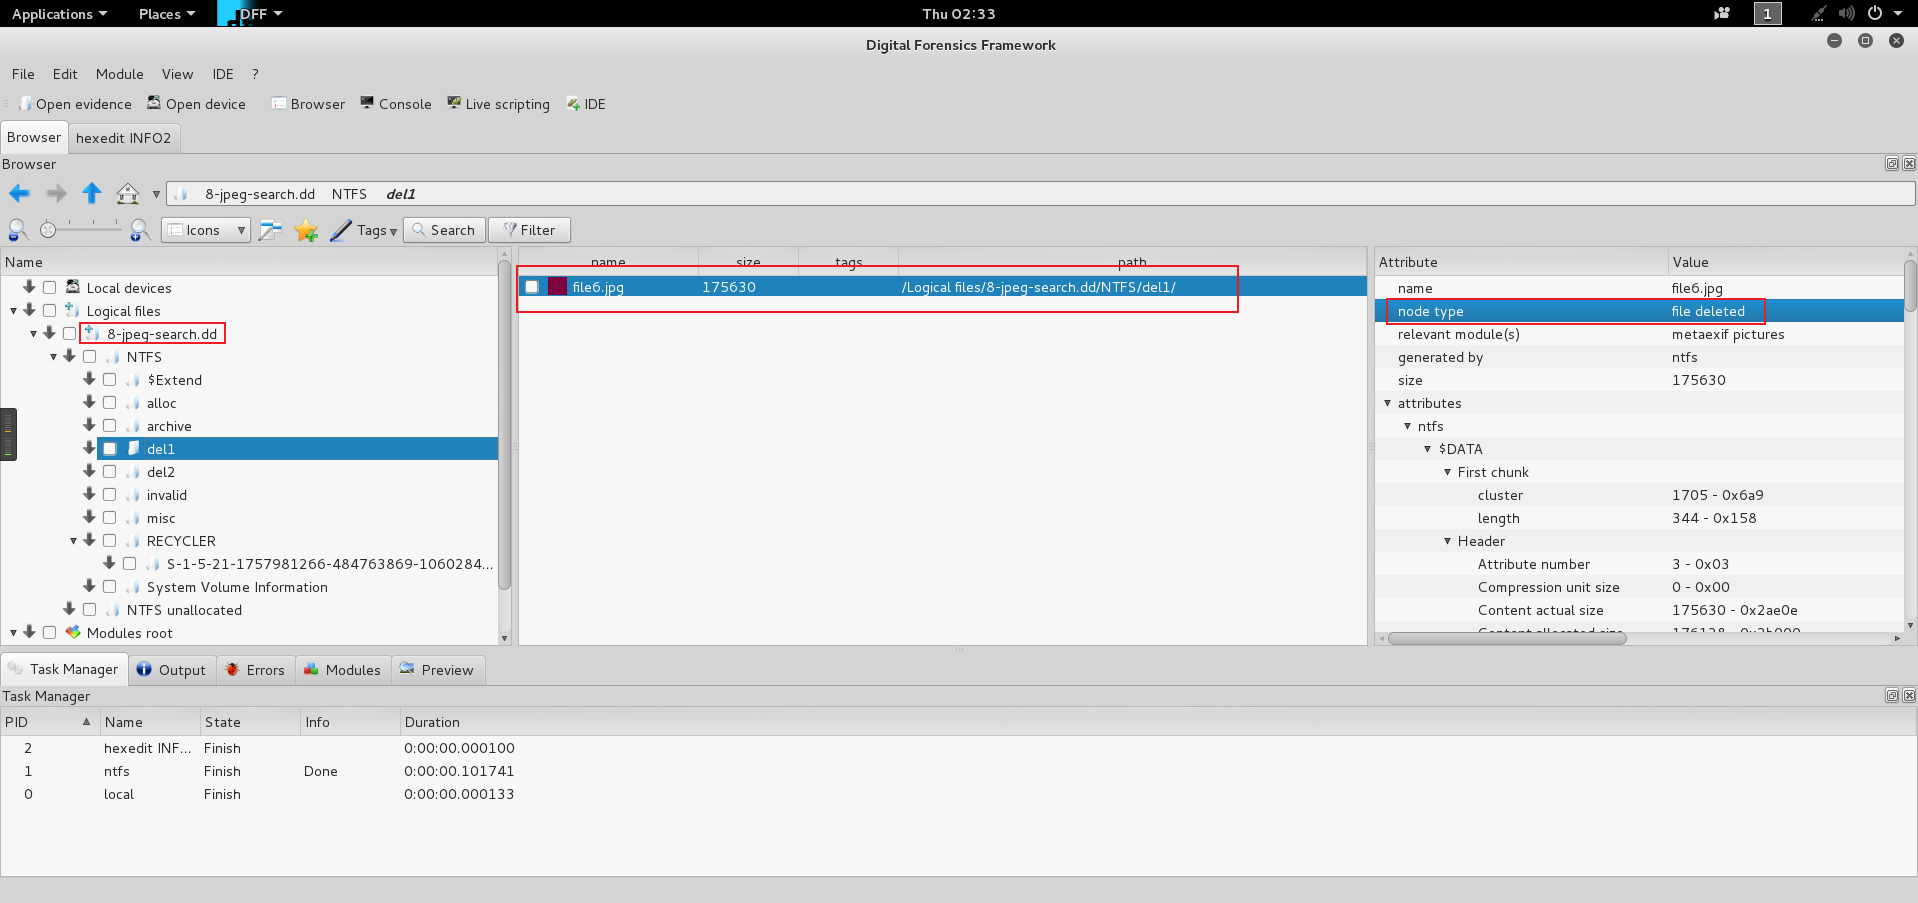 Applications Places DFF Thu 02:33 1
Digital Forensics Framework
File Edit Module View IDE ?
Open evidence Open device Browser Console Live scripting IDE
Browser hexedit INFO2
Browser
8-jpeg-search.dd NTFS del1
Icons Tags Search Filter
Name
Local devices
Logical files
8-jpeg-search.dd
NTFS
$Extend
alloc
archive
del1
del2
invalid
misc
RECYCLER
S-1-5-21-1757981266-484763869-1060284...
System Volume Information
NTFS unallocated
Modules root
name size tags path
file6.jpg 175630 /Logical files/8-jpeg-search.dd/NTFS/del1/
Attribute Value
name file6.jpg
node type file deleted
relevant module(s) metaexif pictures
generated by ntfs
size 175630
attributes
ntfs
$DATA
First chunk
cluster 1705 - 0x6a9
length 344 - 0x158
Header
Attribute number 3 - 0x03
Compression unit size 0 - 0x00
Content actual size 175630 - 0x2ae0e
Content allocated size 176128 - 0x2b000
Task Manager Output Errors Modules Preview
Task Manager
PID Name State Info Duration
2 hexedit INF... Finish 0:00:00.000100
1 ntfs Finish Done 0:00:00.101741
0 local Finish 0:00:00.000133